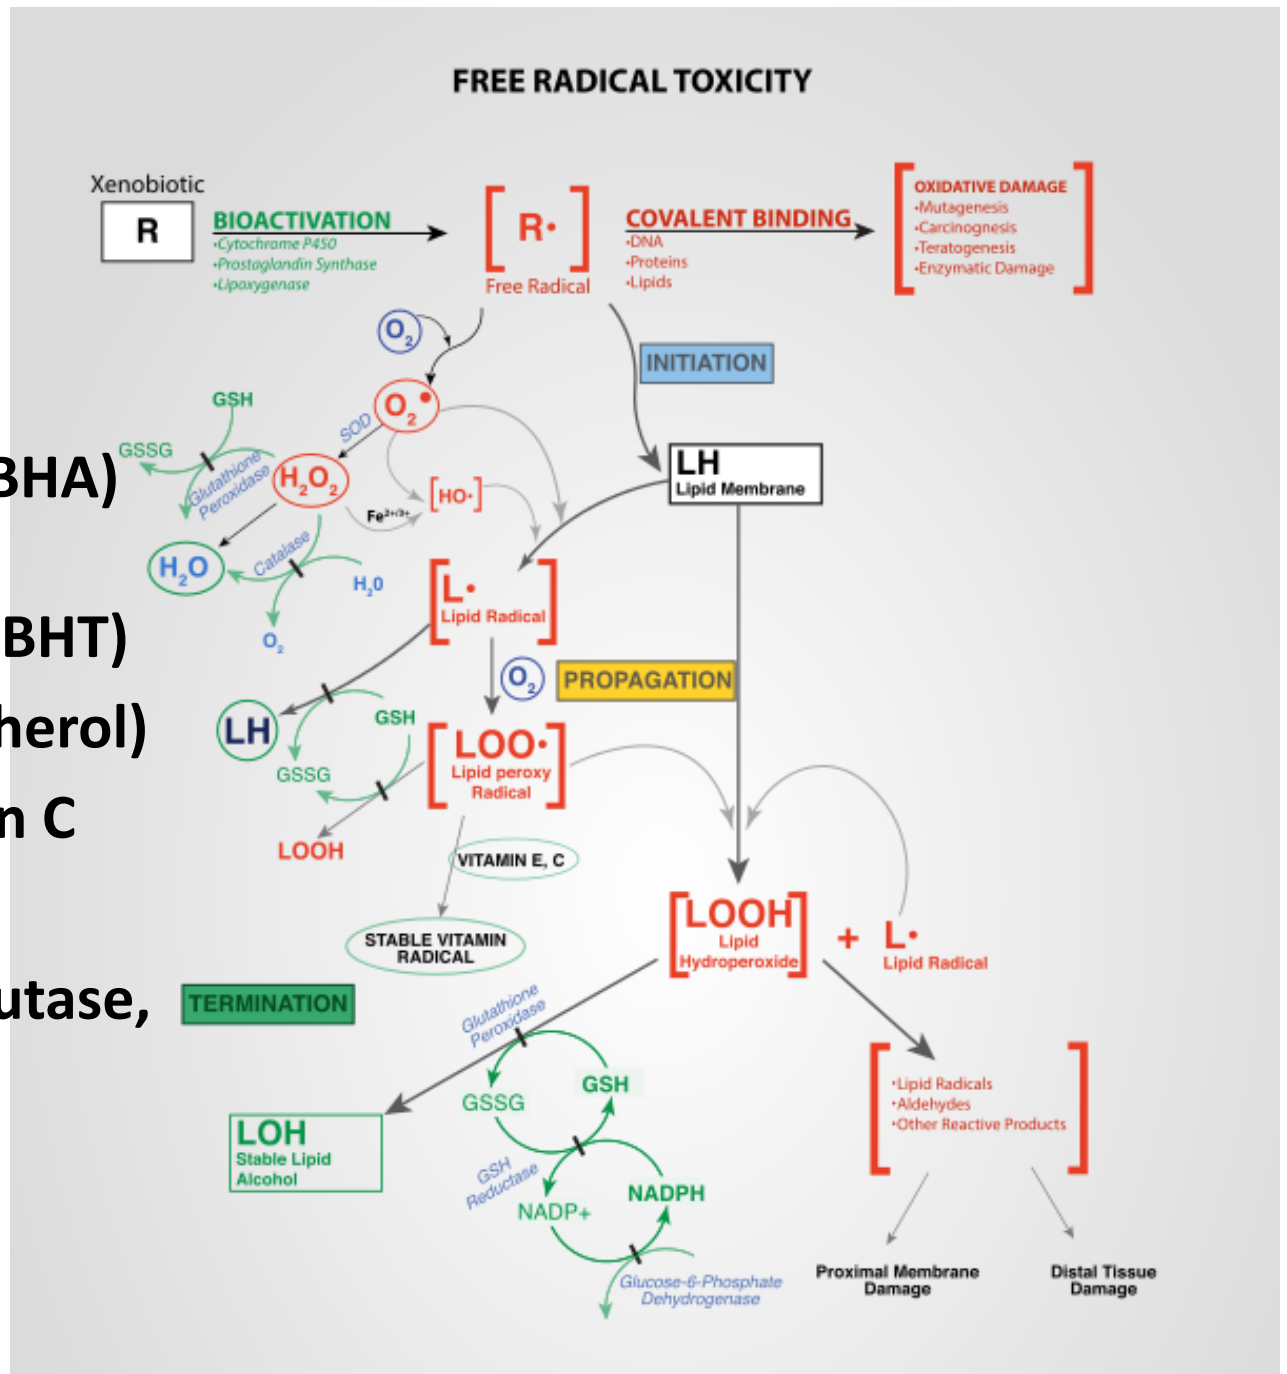 FREE RADICAL TOXICITY
Xenobiotic
R
BIOACTIVATION
•Cytochrome P450
•Prostaglandin Synthase
•Lipoxygenase
R•
Free Radical
COVALENT BINDING
•DNA
•Proteins
•Lipids
OXIDATIVE DAMAGE
•Mutagenesis
•Carcinognesis
•Teratogenesis
•Enzymatic Damage
O2
INITIATION
O2•
SOD
GSH
GSSG
Glutathione
Peroxidase
H2O2
[HO•]
Fe2+/3+
LH
Lipid Membrane
BHA)
H2O
Catalase
H20
O2
L•
Lipid Radical
BHT)
O2
PROPAGATION
herol)
LH
GSH
GSSG
LOO•
Lipid peroxy
Radical
n C
LOOH
VITAMIN E, C
STABLE VITAMIN
RADICAL
LOOH
Lipid
Hydroperoxide
+
L•
Lipid Radical
utase,
TERMINATION
Glutathione
Peroxidase
GSSG
GSH
•Lipid Radicals
•Aldehydes
•Other Reactive Products
LOH
Stable Lipid
Alcohol
GSH
Reductase
NADP+
NADPH
Glucose-6-Phosphate
Dehydrogenase
Proximal Membrane
Damage
Distal Tissue
Damage